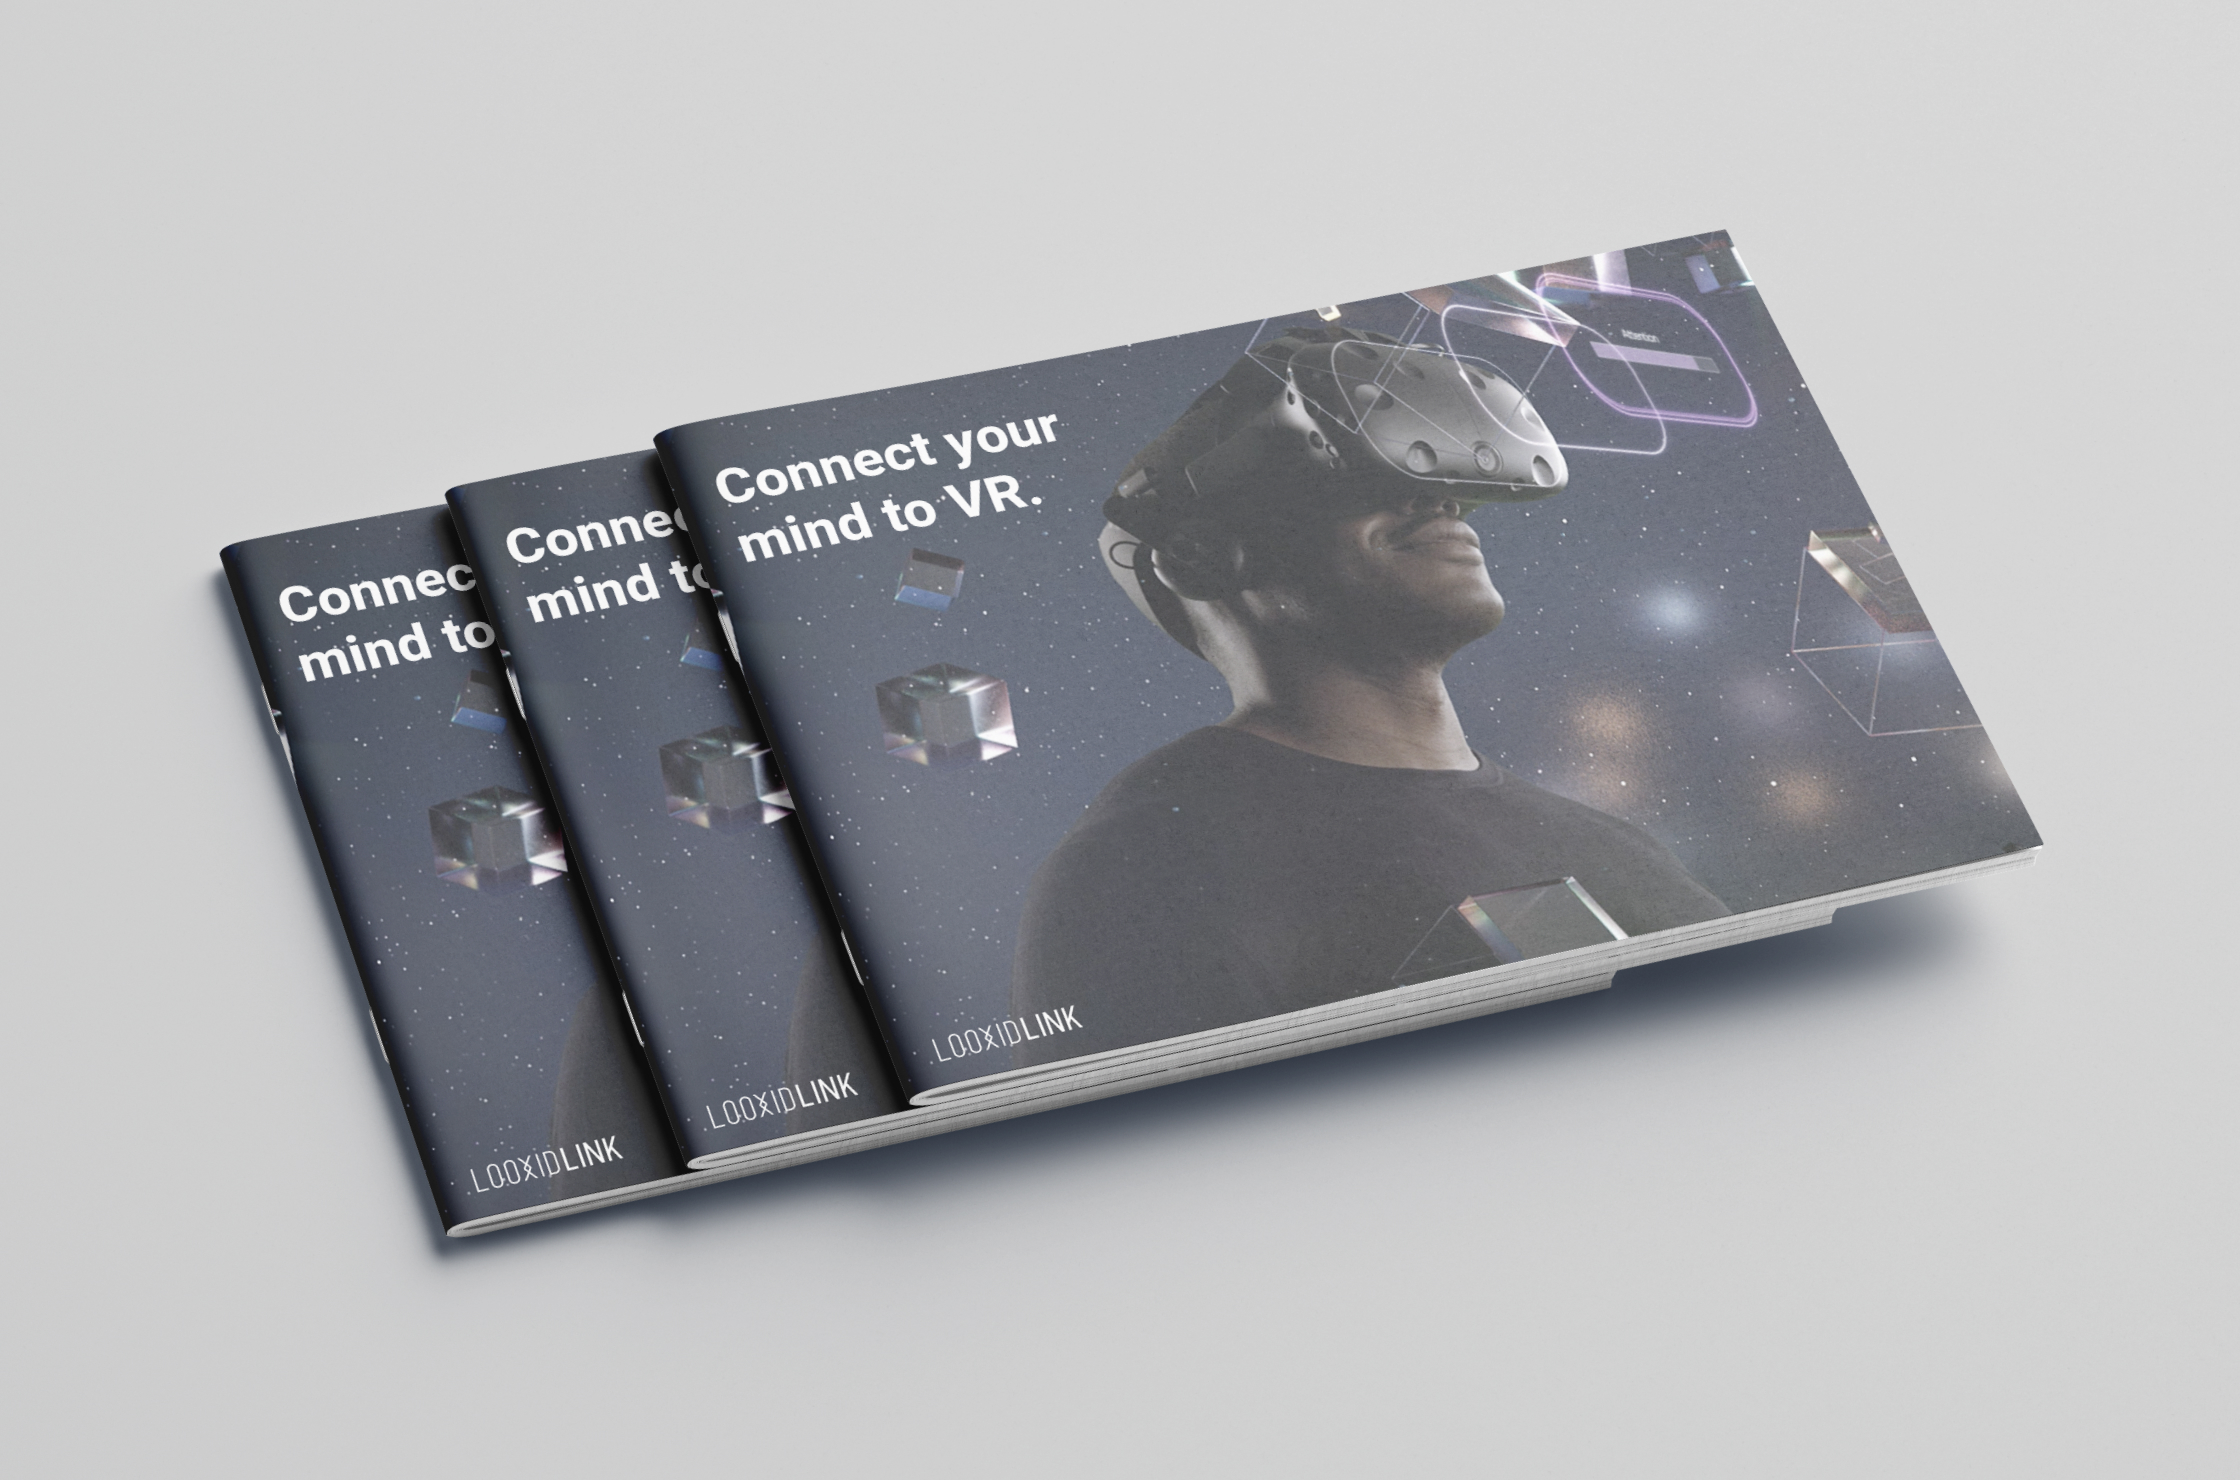 Connect your
mind to VR.
Attention
LOOXIDLINK
Connec
mind to
LOOXIDLINK
Connec
mind to
LOOXIDLINK